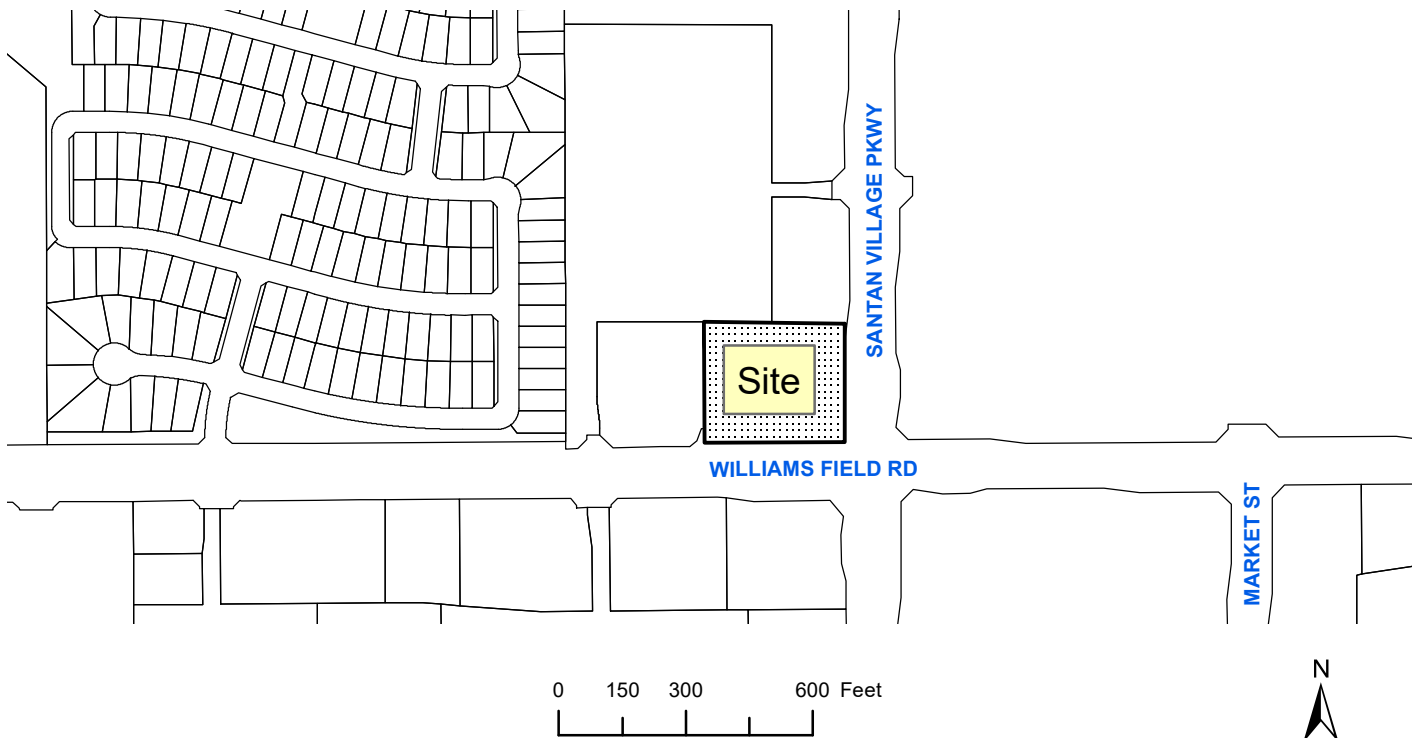 SANTAN VILLAGE PKWY
Site
WILLIAMS FIELD RD
MARKET ST
0 150 300 600 Feet
N